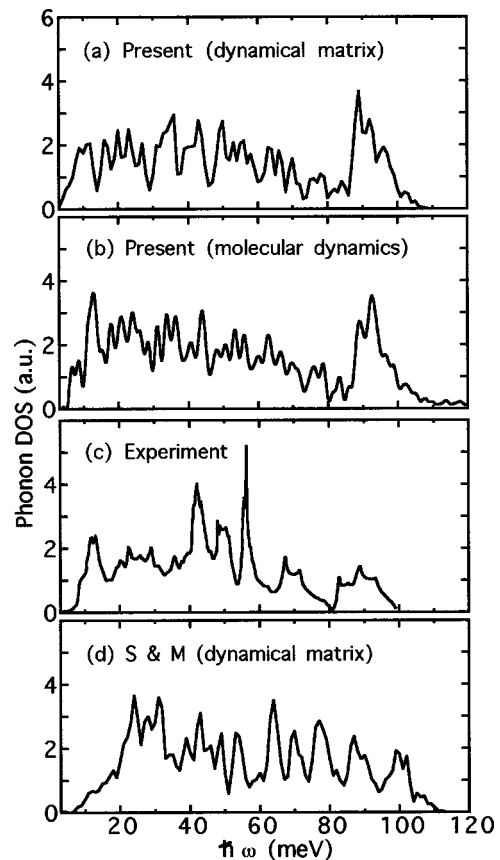 6
(a) Present (dynamical matrix)
4
2
0
(b) Present (molecular dynamics)
4
2
0
(c) Experiment
4
2
0
(d) S & M (dynamical matrix)
4
2
0
20 40 60 80 100 120
ħ ω (meV)
Phonon DOS (a.u.)